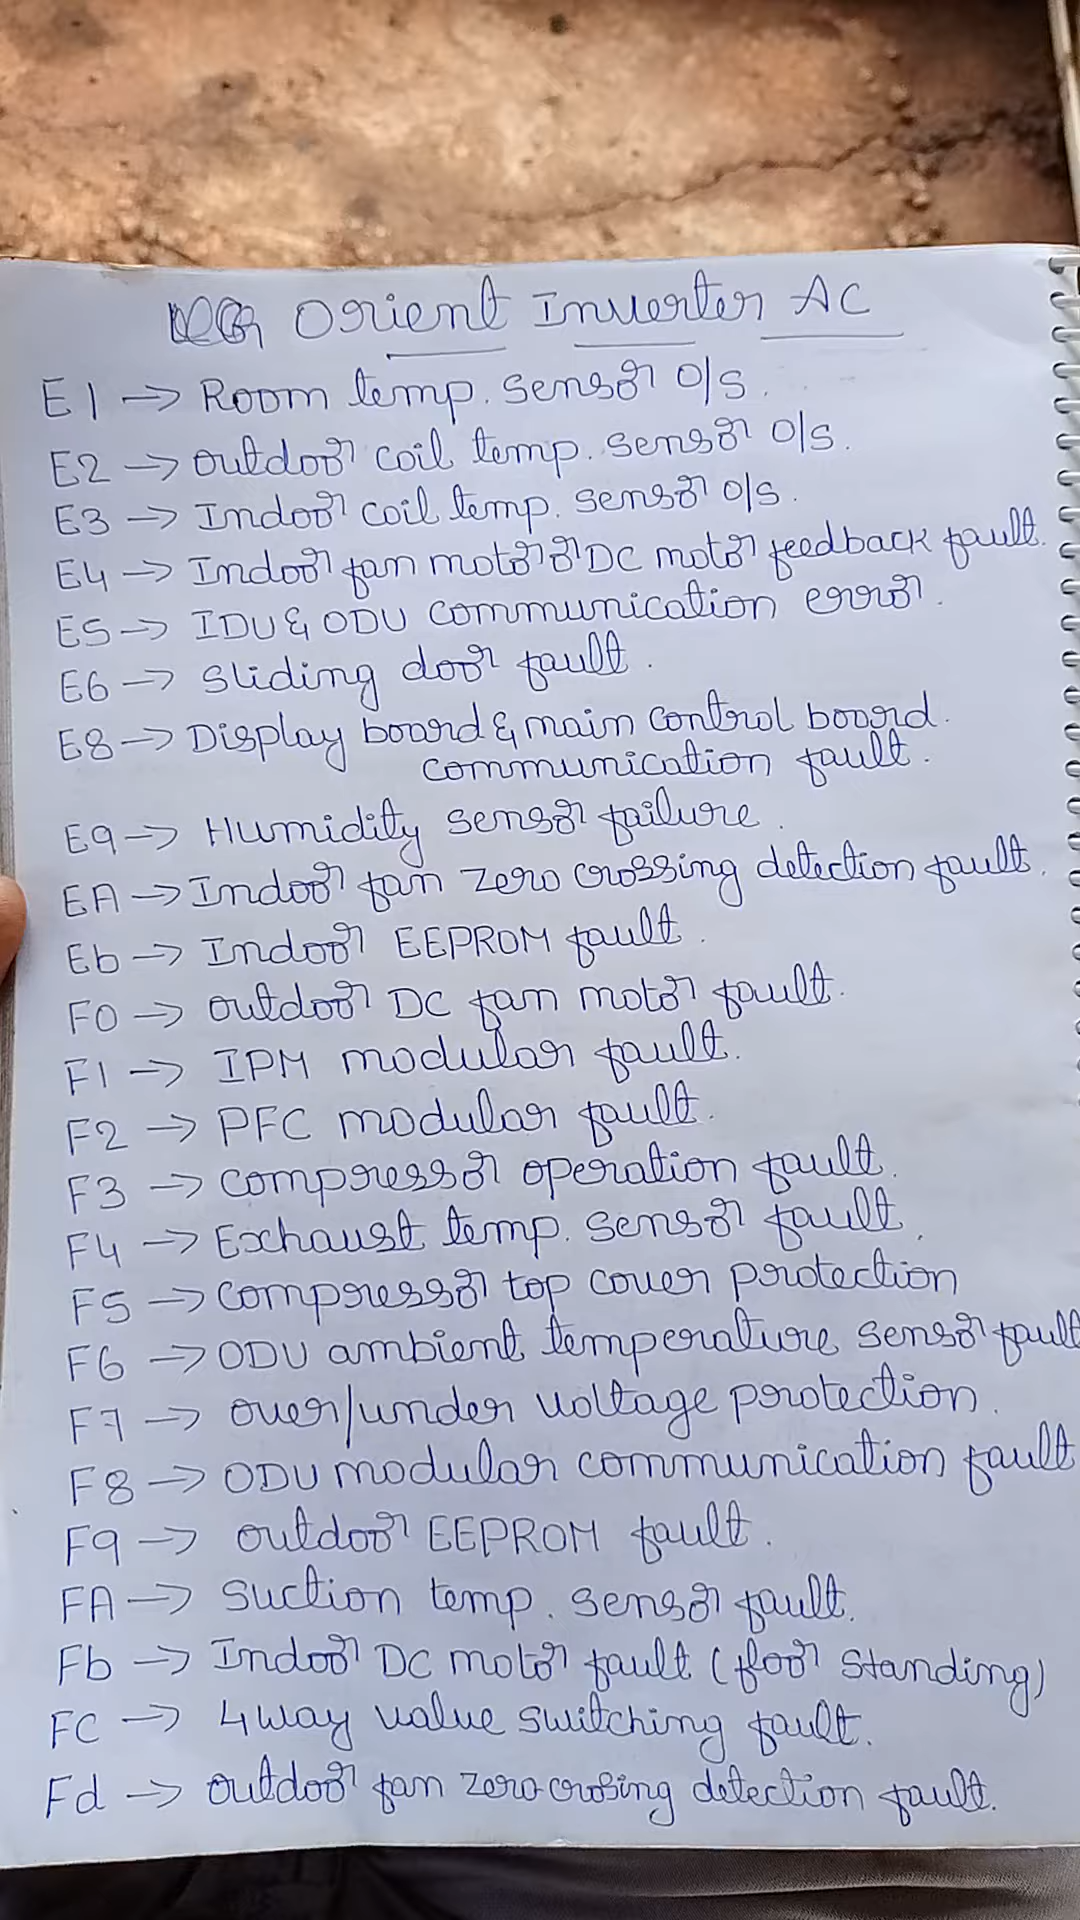 Orient Inverter AC
E1 → Room temp. sensor o/s.
E2 → outdoor coil temp. sensor o/s.
E3 → Indoor coil temp. sensor o/s.
E4 → Indoor fan motor or DC motor feedback fault.
E5 → IDU & ODU communication error.
E6 → Sliding door fault.
E8 → Display board & main control board.
communication fault.
E9 → Humidity sensor failure.
EA → Indoor fan zero crossing detection fault.
Eb → Indoor EEPROM fault.
F0 → outdoor DC fan motor fault.
F1 → IPM modular fault.
F2 → PFC modular fault.
F3 → compressor operation fault.
F4 → Exhaust temp. sensor fault.
F5 → compressor top cover protection
F6 → ODU ambient temperature sensor fault
F7 → over/under voltage protection.
F8 → ODU modular communication fault
F9 → outdoor EEPROM fault.
FA → suction temp. sensor fault.
Fb → Indoor DC motor fault (floor standing)
FC → 4 way value switching fault.
Fd → outdoor fan zero crosing detection fault.